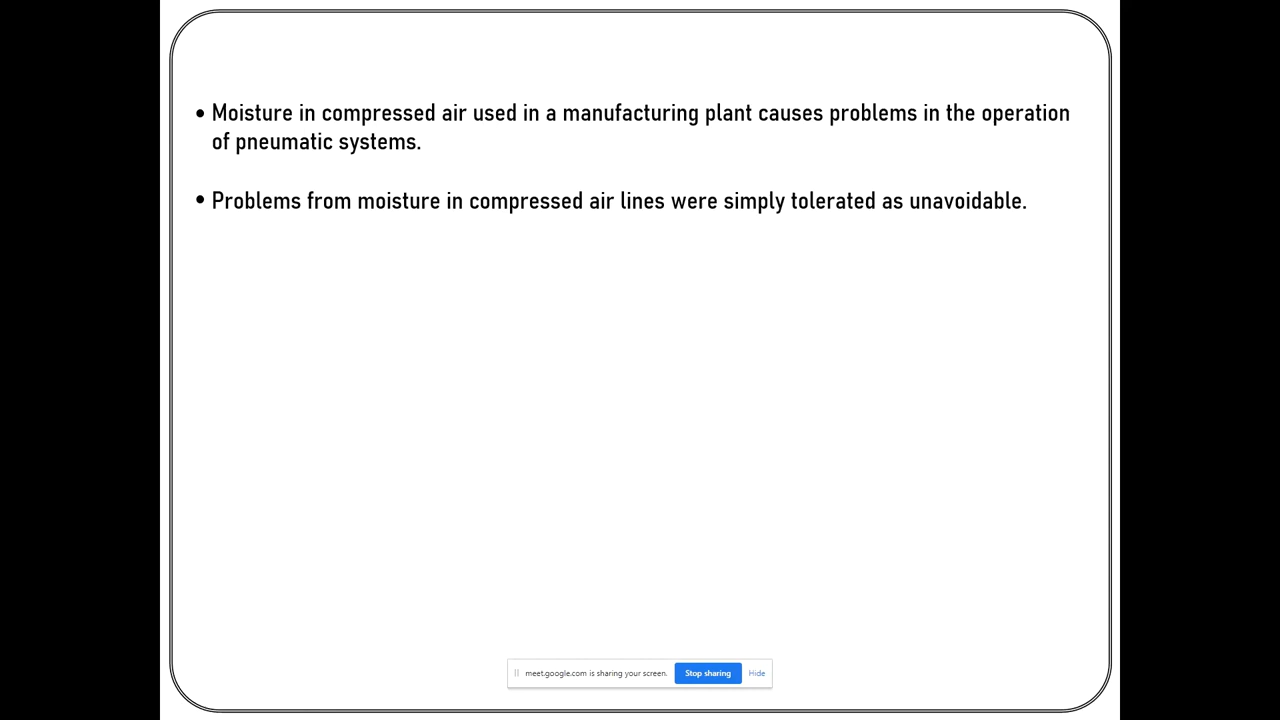 • Moisture in compressed air used in a manufacturing plant causes problems in the operation
of pneumatic systems.
• Problems from moisture in compressed air lines were simply tolerated as unavoidable.
meet.google.com is sharing your screen. Stop sharing Hide